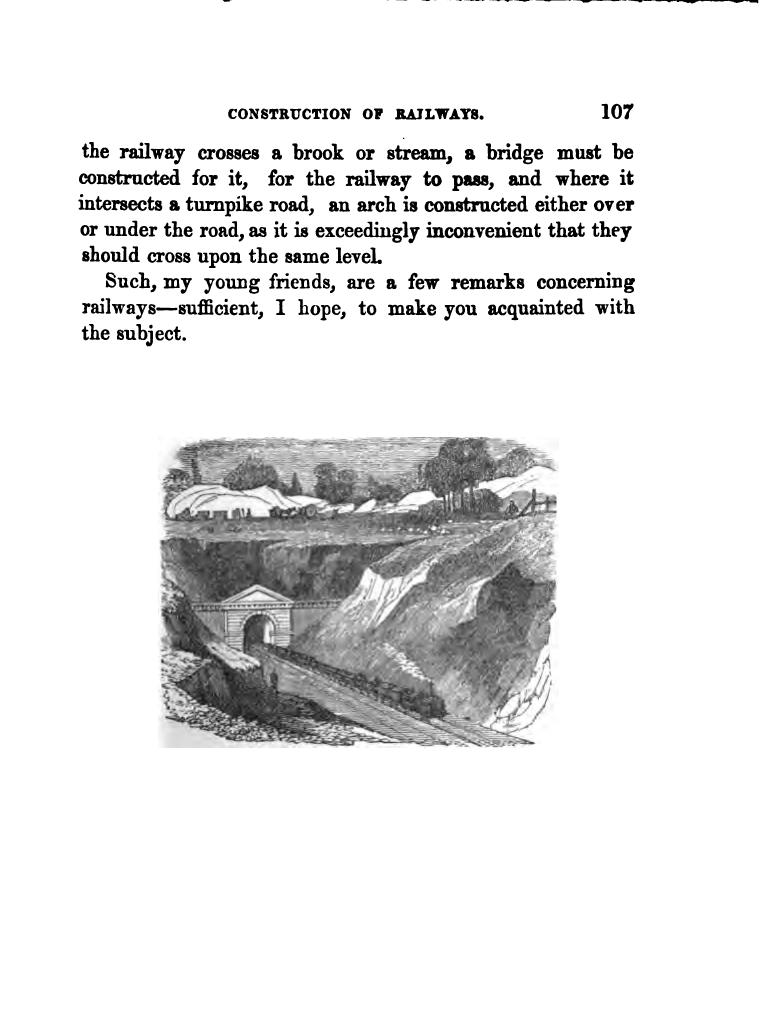 CONSTRUCTION OF RAILWAYS. 107
the railway crosses a brook or stream, a bridge must be
constructed for it, for the railway to pass, and where it
intersects a turnpike road, an arch is constructed either over
or under the road, as it is exceedingly inconvenient that they
should cross upon the same level.
Such, my young friends, are a few remarks concerning
railways—sufficient, I hope, to make you acquainted with
the subject.